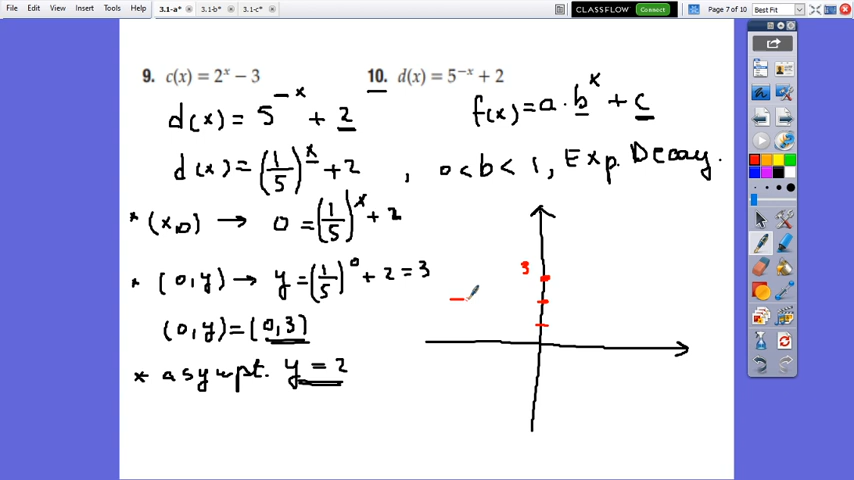 File Edit View Insert Tools Help 3.1-a* 3.1-b* 3.1-c* CLASSFLOW Connect Page 7 of 10 Best Fit
9. c(x) = 2ˣ − 3 10. d(x) = 5⁻ˣ + 2
d(x) = 5⁻ˣ + 2 f(x) = a · bˣ + c
d(x) = (1/5)ˣ + 2 , 0 < b < 1, Exp. Decay.
* (x,0) → 0 = (1/5)ˣ + 2
* (0,y) → y = (1/5)⁰ + 2 = 3 3
(0,y) = (0,3)
* asympt. y = 2